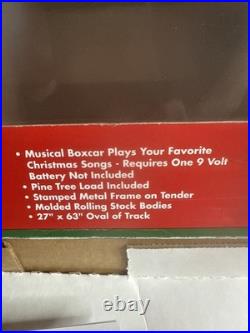 • Musical Boxcar Plays Your Favorite
Christmas Songs - Requires One 9 Volt
Battery Not Included
• Pine Tree Load Included
• Stamped Metal Frame on Tender
• Molded Rolling Stock Bodies
• 27" x 63" Oval of Track